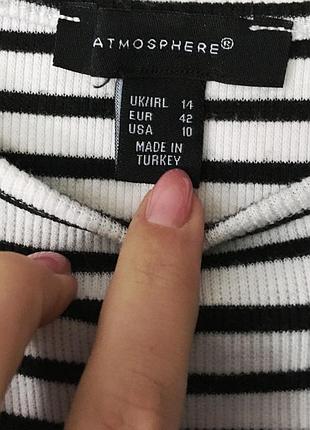 ATMOSPHERE®
UK/IRL 14
EUR 42
USA 10
MADE IN
TURKEY